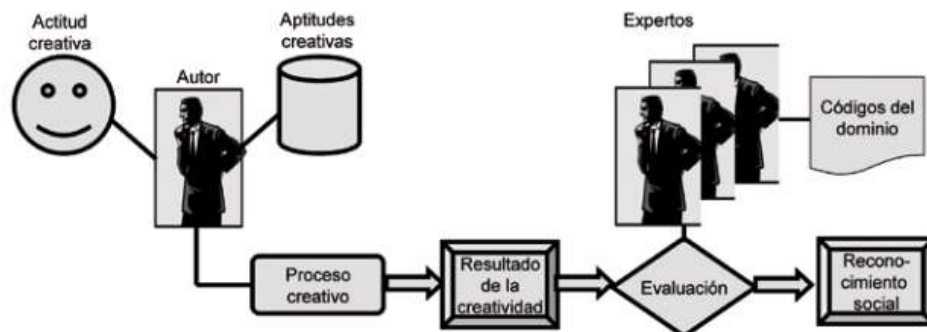 Actitud
creativa
Aptitudes
creativas
Autor
Expertos
Códigos del
dominio
Proceso
creativo
Resultado
de la
creatividad
Evaluación
Recono-
cimiento
social